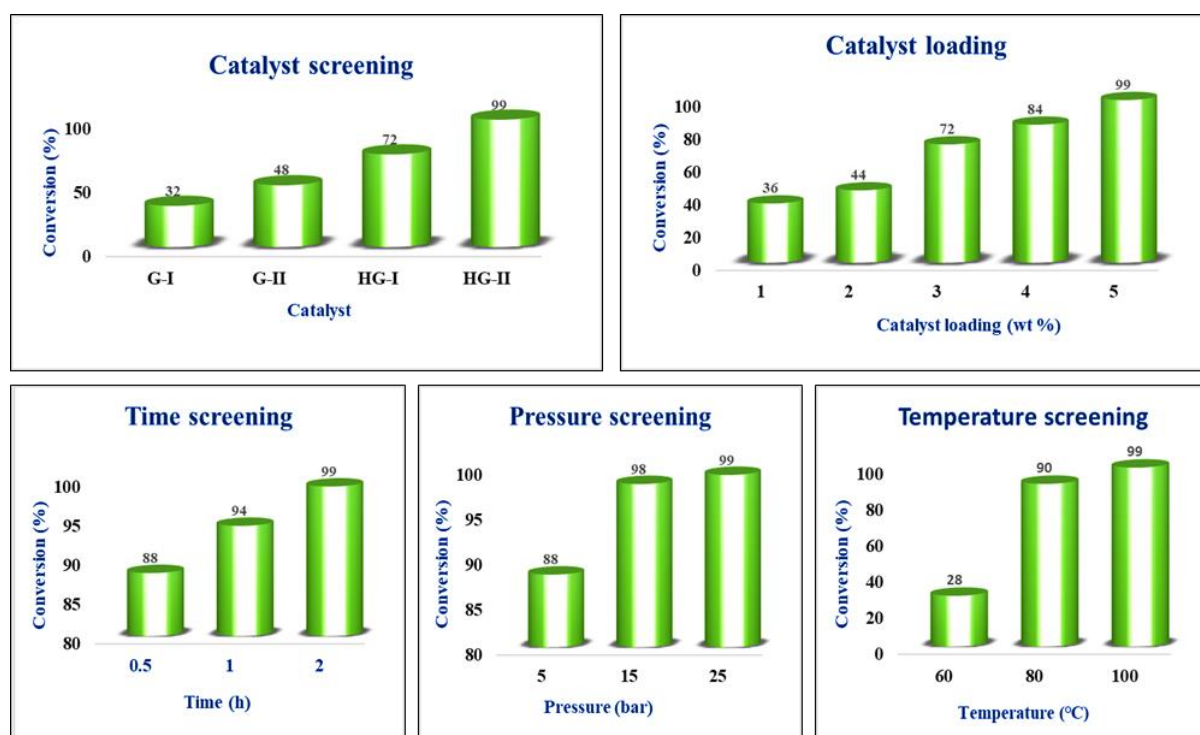 Catalyst screening
Conversion (%)
100
50
0
32
48
72
99
G-I G-II HG-I HG-II
Catalyst
Catalyst loading
Conversion (%)
100
80
60
40
20
0
36
44
72
84
99
1 2 3 4 5
Catalyst loading (wt %)
Time screening
Conversion (%)
100
95
90
85
80
88
94
99
0.5 1 2
Time (h)
Pressure screening
Conversion (%)
100
95
90
85
80
88
98
99
5 15 25
Pressure (bar)
Temperature screening
Conversion (%)
100
80
60
40
20
0
28
90
99
60 80 100
Temperature (°C)